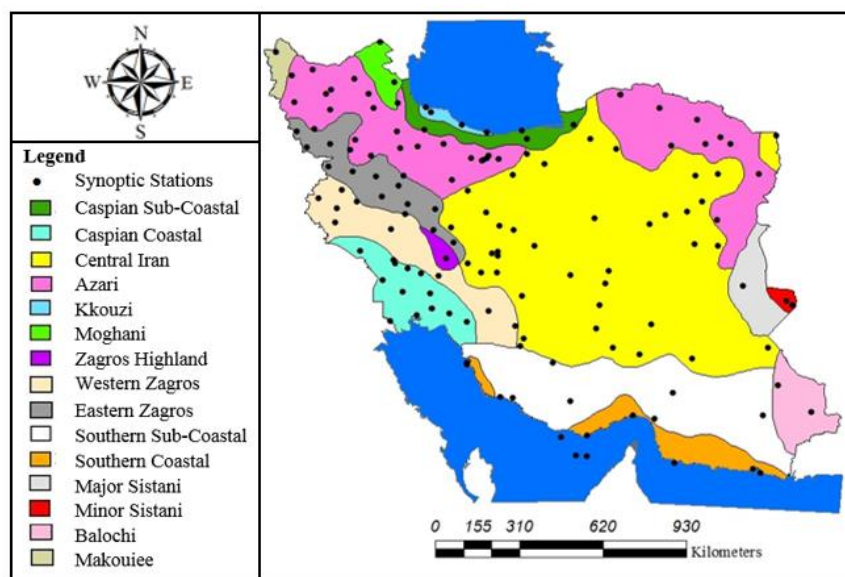 N
W E
S
Legend
Synoptic Stations
Caspian Sub-Coastal
Caspian Coastal
Central Iran
Azari
Kkouzi
Moghani
Zagros Highland
Western Zagros
Eastern Zagros
Southern Sub-Coastal
Southern Coastal
Major Sistani
Minor Sistani
Balochi
Makouiee
0 155 310 620 930
Kilometers